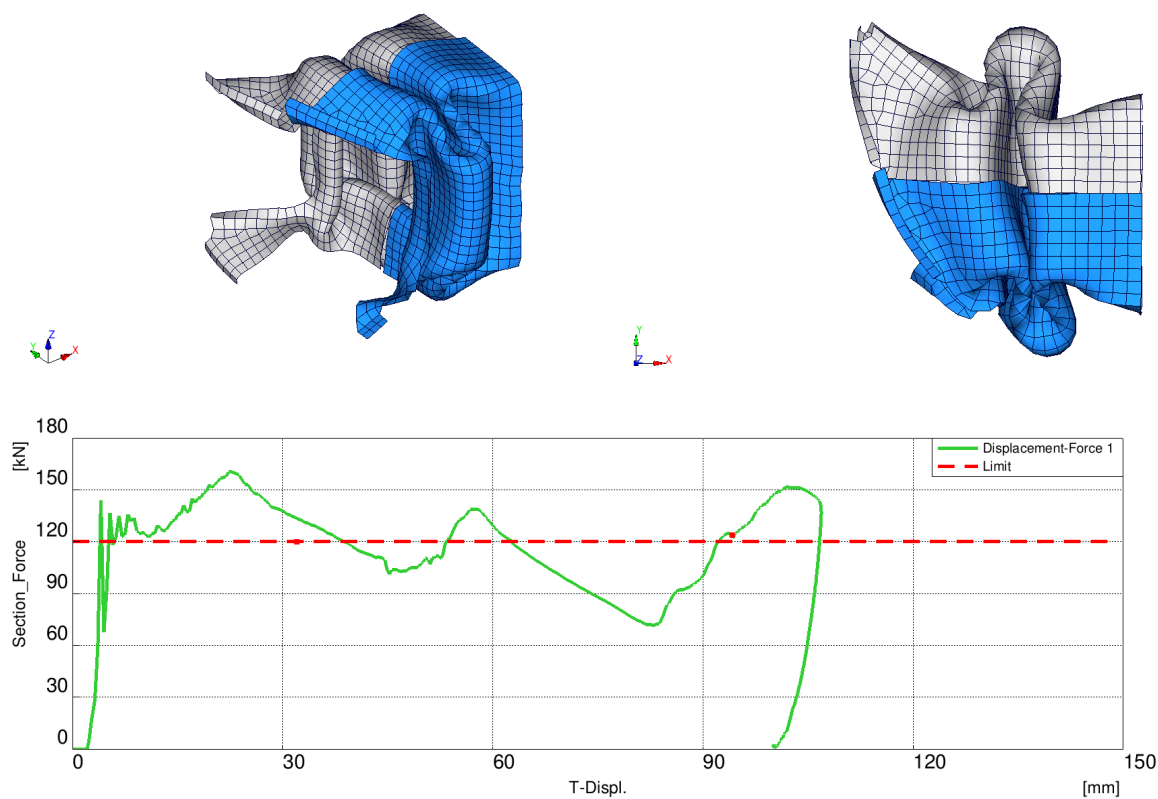 Z
Y
X
Y
Z
X
180
[kN]
150
120
90
60
30
0
Section_Force
Displacement-Force 1
Limit
0
30
60
90
120
150
T-Displ.
[mm]